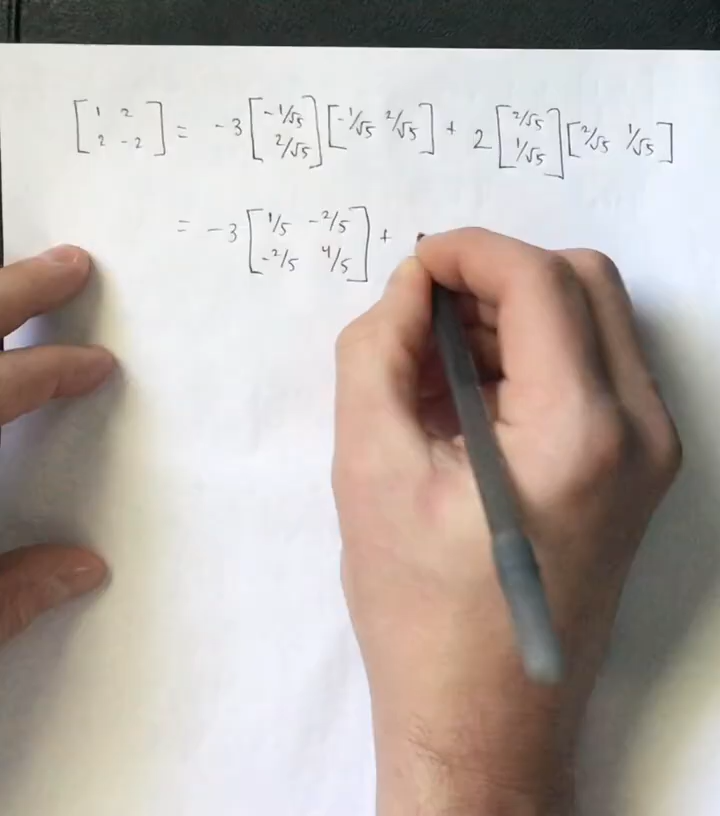 [1 2; 2 -2] = -3 [-1/√5; 2/√5] [-1/√5 2/√5] + 2 [2/√5; 1/√5] [2/√5 1/√5]
= -3 [1/5 -2/5; -2/5 4/5] +